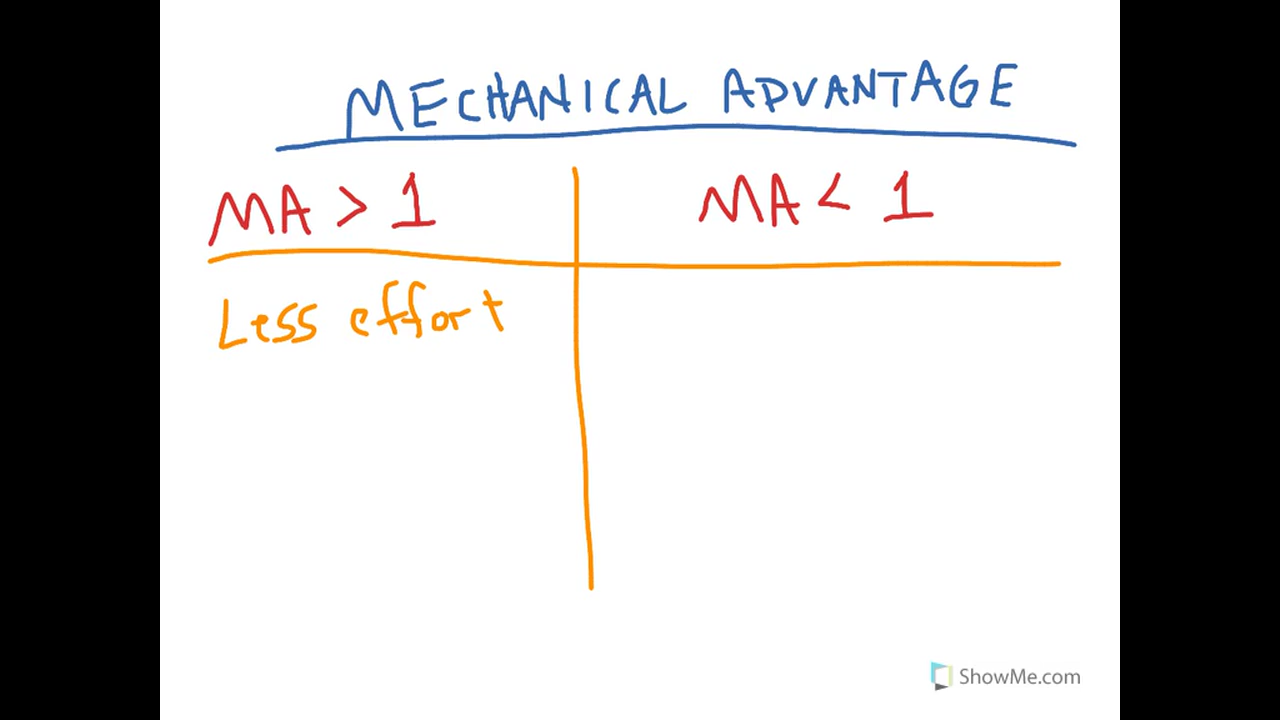 MECHANICAL ADVANTAGE
MA > 1
MA < 1
Less effort
ShowMe.com